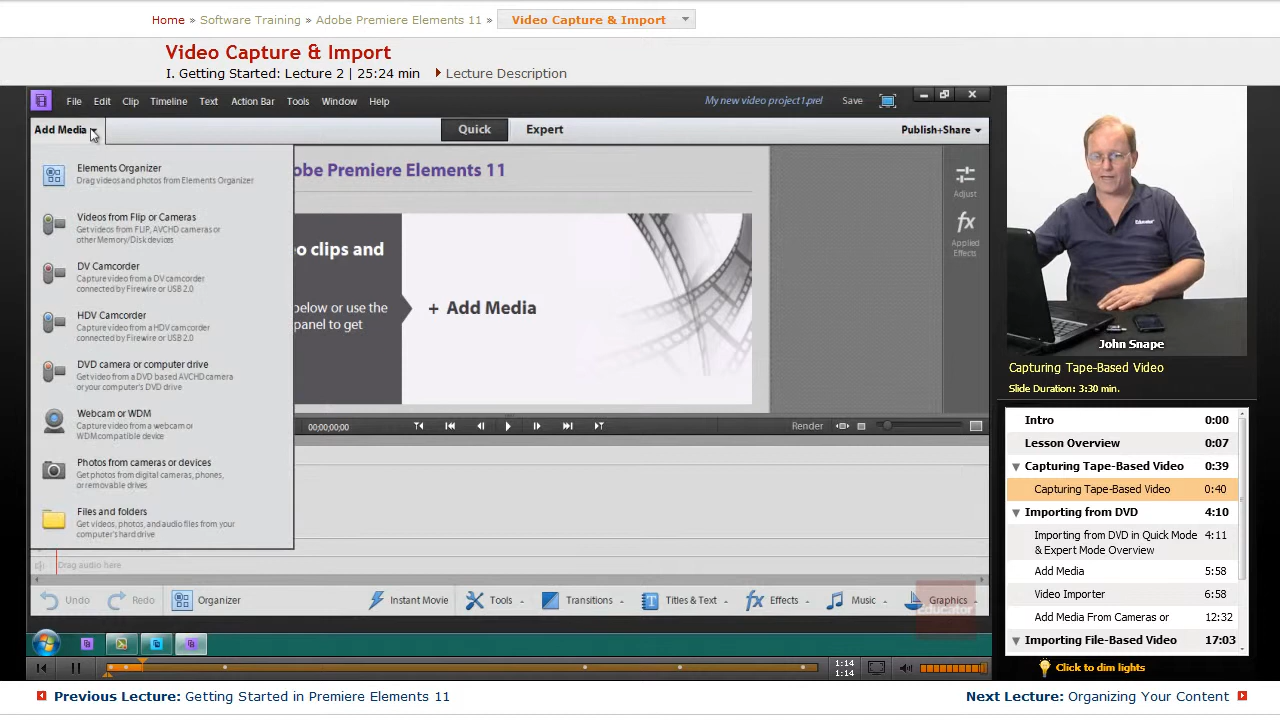 Home » Software Training » Adobe Premiere Elements 11 » Video Capture & Import
Video Capture & Import
I. Getting Started: Lecture 2 | 25:24 min Lecture Description
File Edit Clip Timeline Text Action Bar Tools Window Help My new video project1.prel Save
Add Media Quick Expert Publish+Share
Elements Organizer
Drag videos and photos from Elements Organizer
Videos from Flip or Cameras
Get videos from FLIP, AVCHD cameras or
other Memory/Disk devices
DV Camcorder
Capture video from a DV camcorder
connected by Firewire or USB 2.0
HDV Camcorder
Capture video from a HDV camcorder
connected by Firewire or USB 2.0
DVD camera or computer drive
Get video from a DVD based AVCHD camera
or your computer's DVD drive
Webcam or WDM
Capture video from a webcam or
WDM compatible device
Photos from cameras or devices
Get photos from digital cameras, phones,
or removable drives
Files and folders
Get videos, photos, and audio files from your
computer's hard drive
obe Premiere Elements 11
o clips and
below or use the
panel to get
+ Add Media
Adjust
fx
Applied
Effects
00;00;00;00
Render
Drag audio here
Undo Redo Organizer Instant Movie Tools Transitions Titles & Text fx Effects Music Graphics
Educator
1:14
1:14
Educator
John Snape
Capturing Tape-Based Video
Slide Duration: 3:30 min.
Intro 0:00
Lesson Overview 0:07
Capturing Tape-Based Video 0:39
Capturing Tape-Based Video 0:40
Importing from DVD 4:10
Importing from DVD in Quick Mode 4:11
& Expert Mode Overview
Add Media 5:58
Video Importer 6:58
Add Media From Cameras or 12:32
Importing File-Based Video 17:03
Click to dim lights
Previous Lecture: Getting Started in Premiere Elements 11
Next Lecture: Organizing Your Content